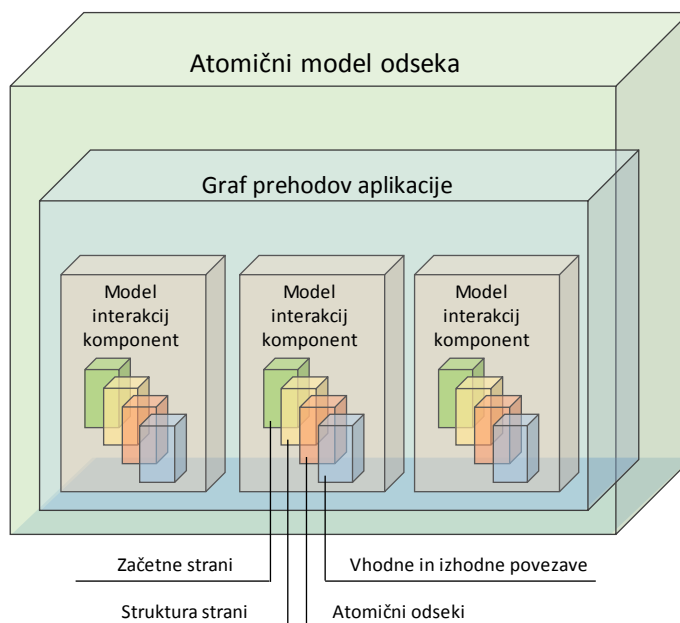 Atomični model odseka
Graf prehodov aplikacije
Model
interakcij
komponent
Model
interakcij
komponent
Model
interakcij
komponent
Začetne strani
Vhodne in izhodne povezave
Struktura strani
Atomični odseki